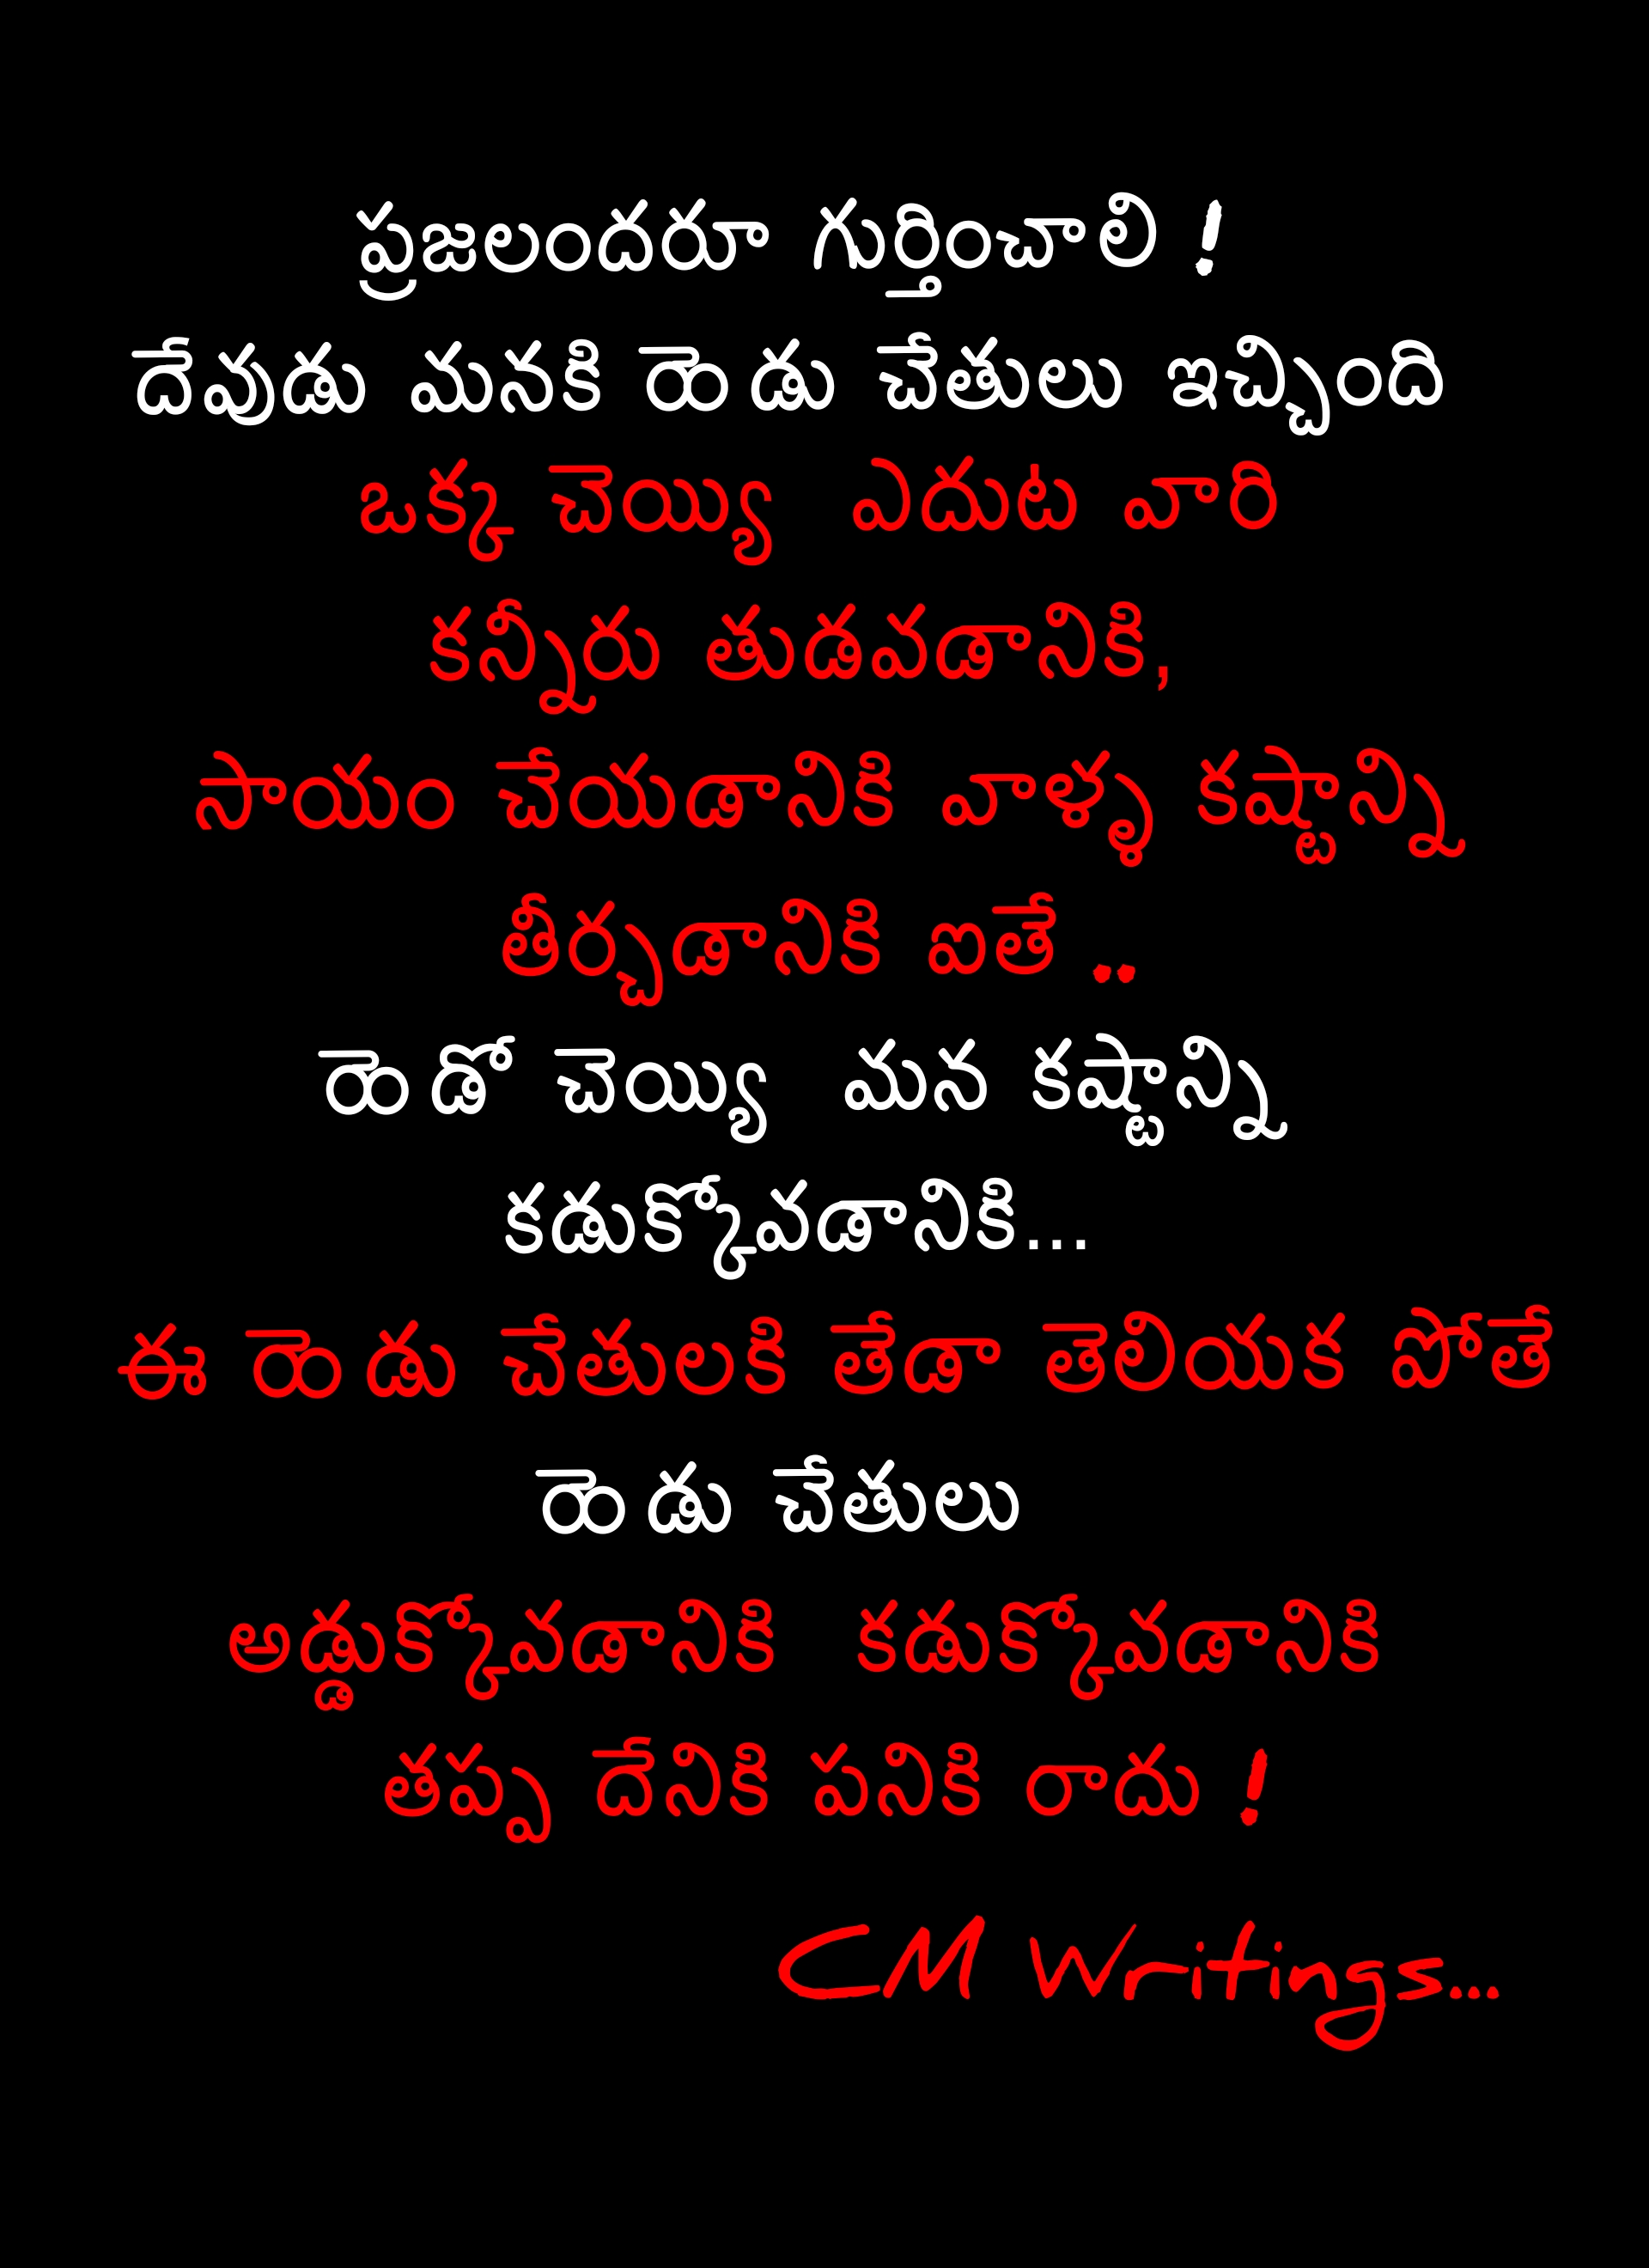 ప్రజలందరూ గుర్తించాలి !
దేవుడు మనకి రెండు చేతులు ఇచ్చింది
ఒక్క చెయ్యి ఎదుట వారి
కన్నీరు తుడవడానికి,
సాయం చేయడానికి వాళ్ళ కష్టాన్ని
తీర్చడానికి ఐతే ..
రెండో చెయ్యి మన కష్టాన్ని
కడుక్కోవడానికి...
ఈ రెండు చేతులకి తేడా తెలియక పోతే
రెండు చేతులు
అడ్డుక్కోవడానికి కడుక్కోవడానికి
తప్ప దేనికి పనికి రాదు !
CM Writings...